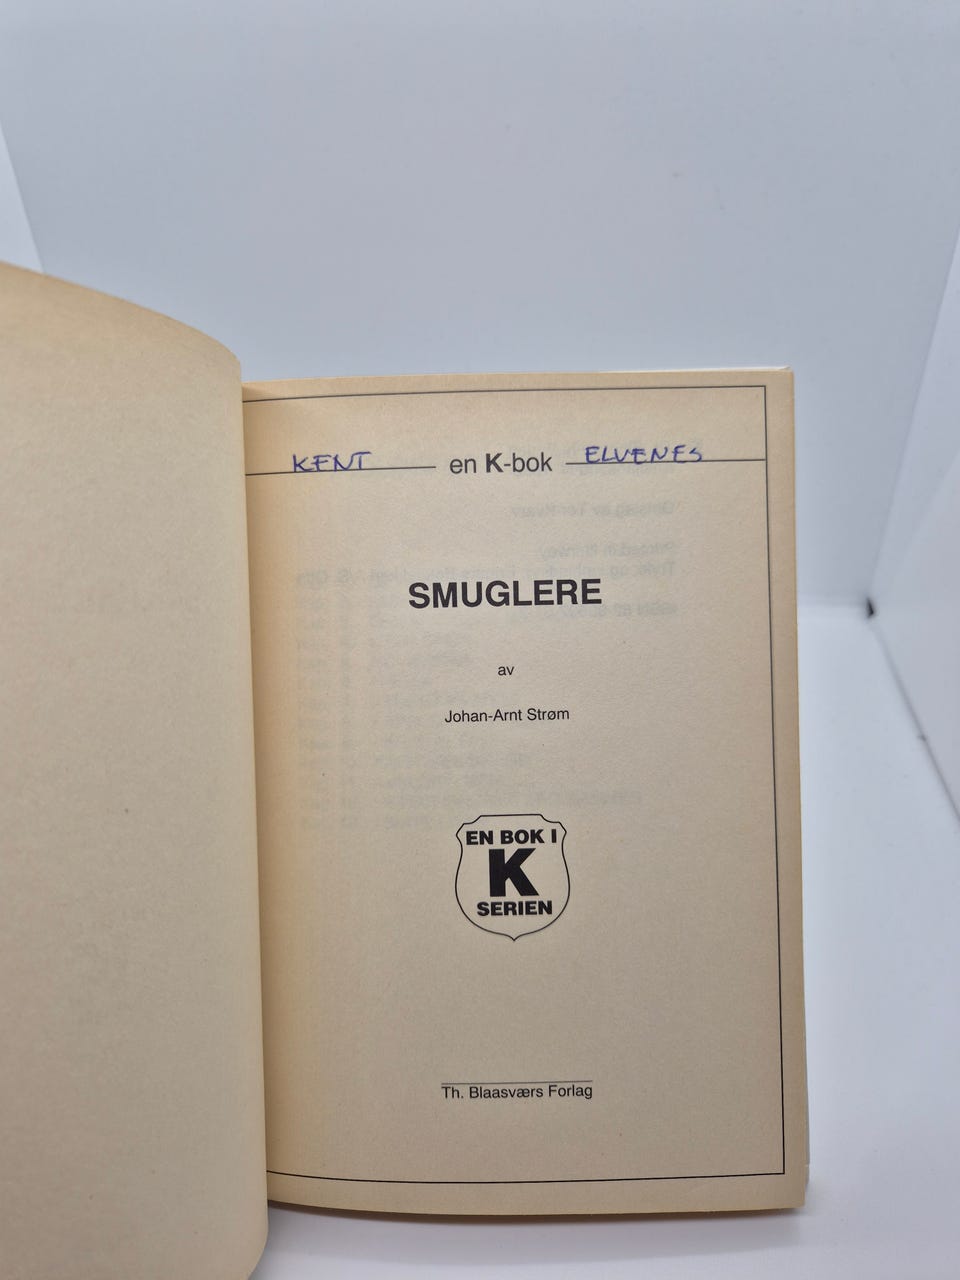 KENT en K-bok ELVENES
SMUGLERE
av
Johan-Arnt Strøm
EN BOK I
K
SERIEN
Th. Blaasværs Forlag